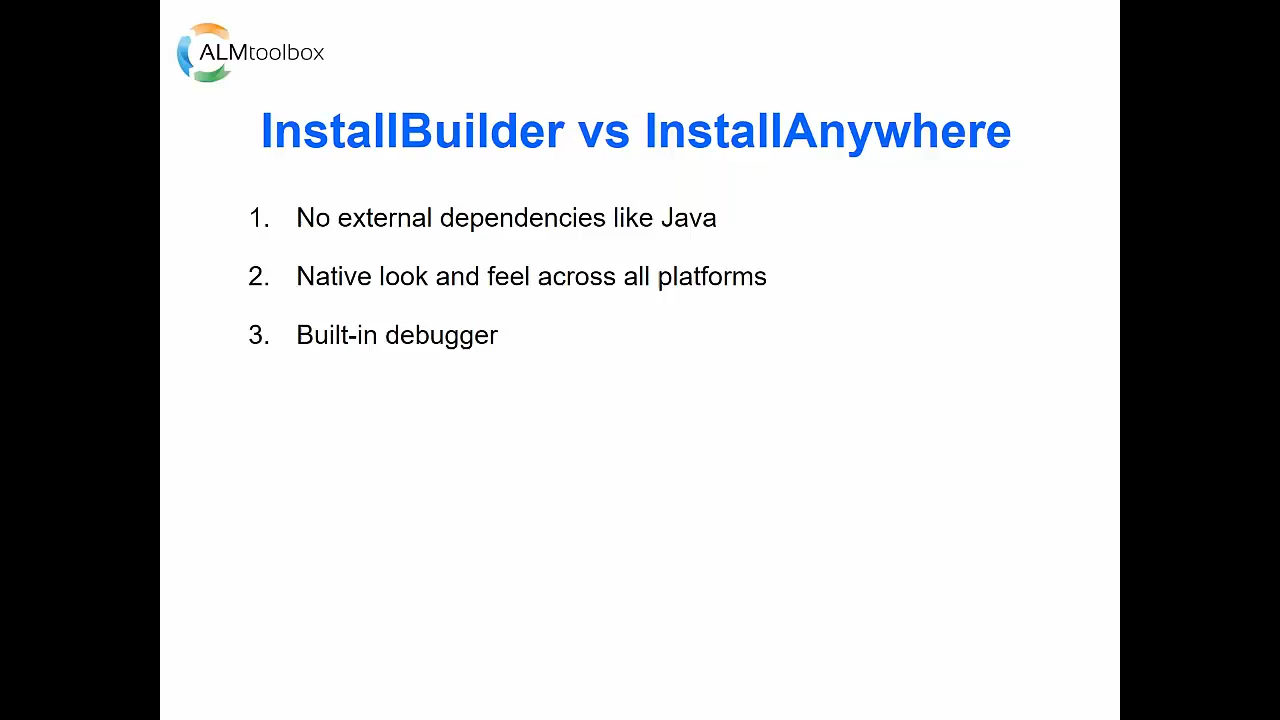 ALMtoolbox
InstallBuilder vs InstallAnywhere
1. No external dependencies like Java
2. Native look and feel across all platforms
3. Built-in debugger